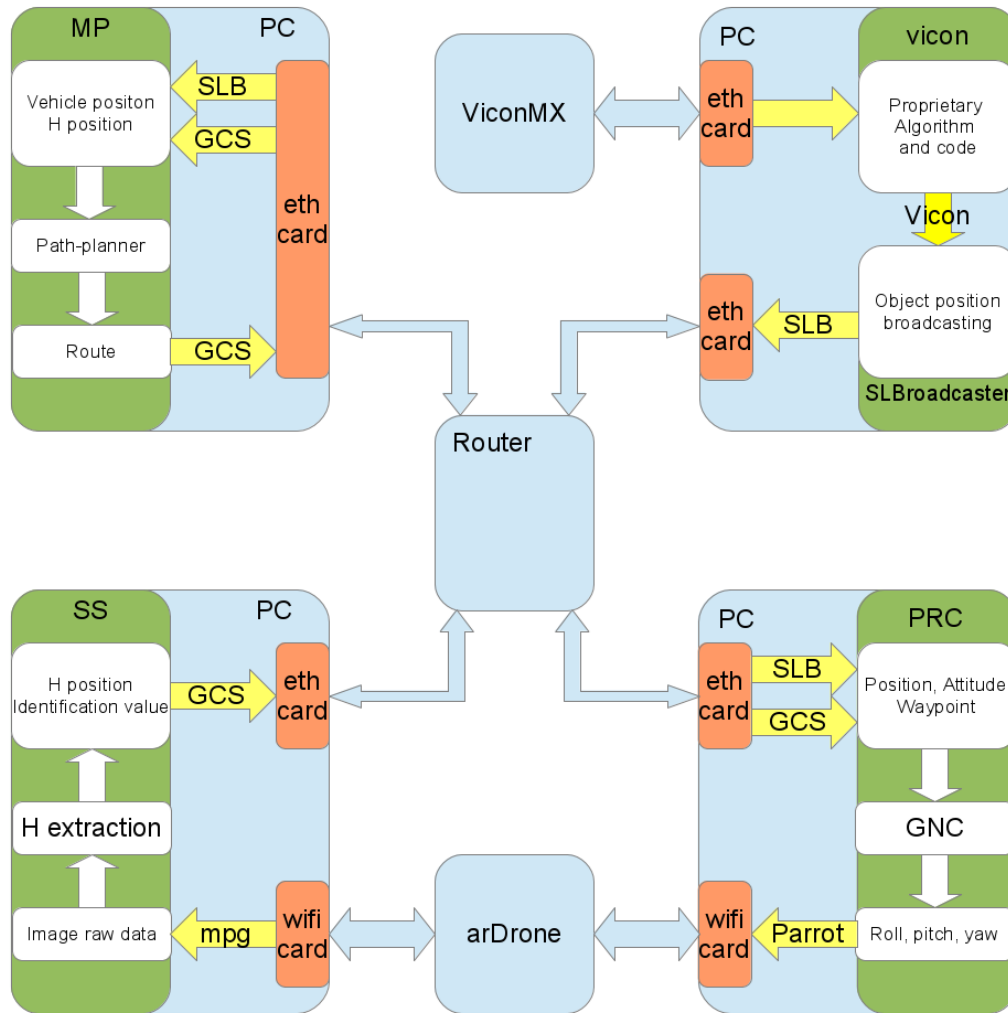 MP
PC
SLB
Vehicle positon
H position
GCS
eth
card
Path-planner
Route
GCS
ViconMX
PC
vicon
eth
card
Proprietary
Algorithm
and code
Vicon
eth
card
SLB
Object position
broadcasting
SLBroadcaster
Router
SS
PC
H position
Identification value
GCS
eth
card
H extraction
Image raw data
mpg
wifi
card
arDrone
PC
PRC
eth
card
SLB
GCS
Position, Attitude
Waypoint
GNC
wifi
card
Parrot
Roll, pitch, yaw